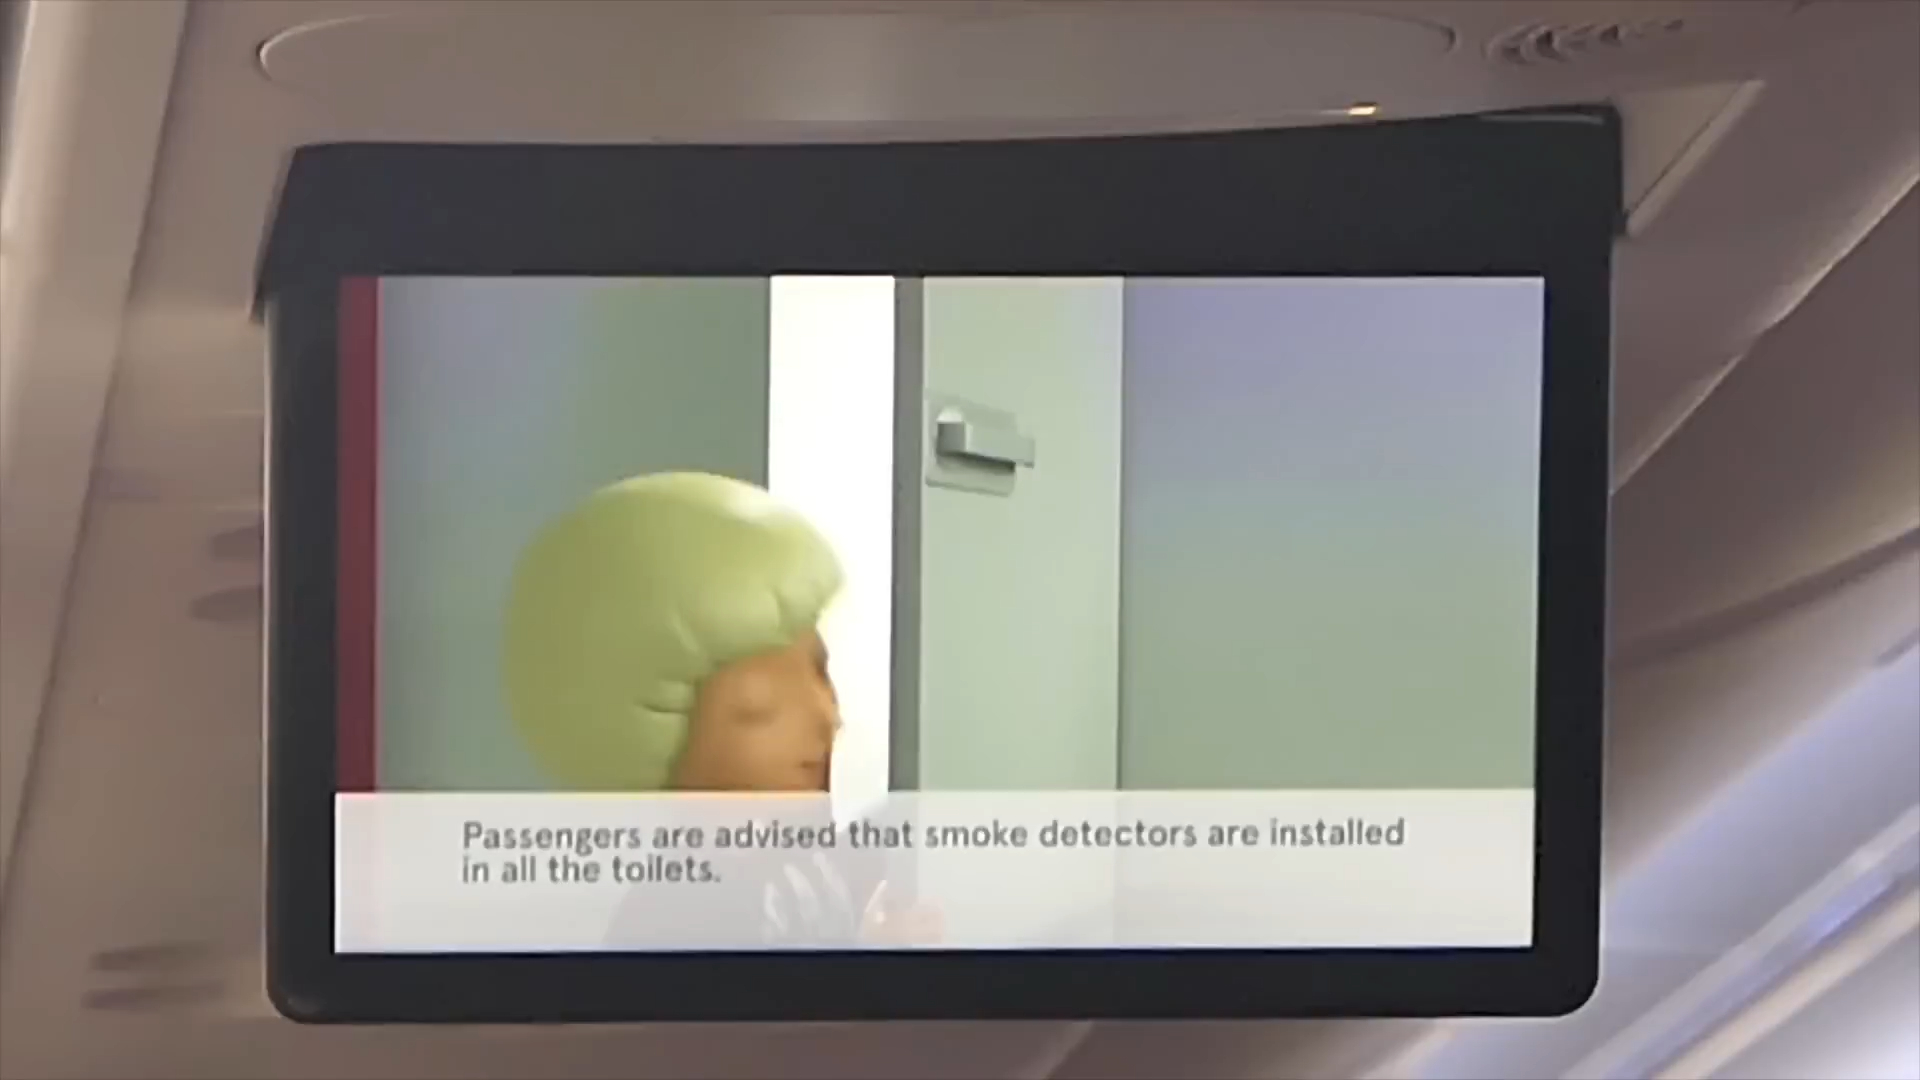 Passengers are advised that smoke detectors are installed
in all the toilets.